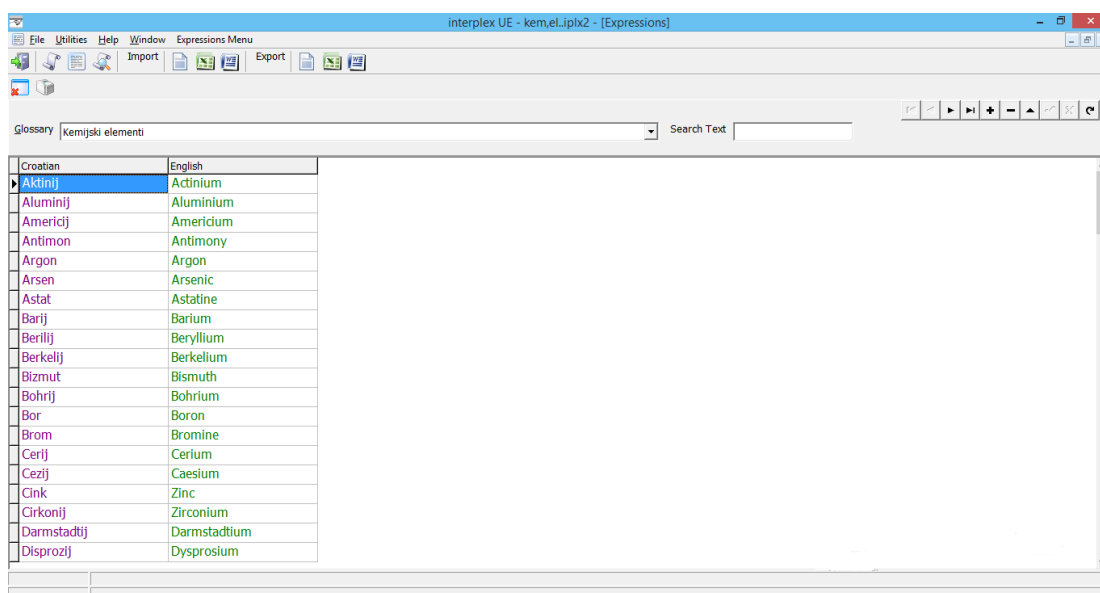 interplex UE - kem,el..iplx2 - [Expressions]
File Utilities Help Window Expressions Menu
Import Export
Glossary Kemijski elementi Search Text
Croatian English
Aktinij Actinium
Aluminij Aluminium
Americij Americium
Antimon Antimony
Argon Argon
Arsen Arsenic
Astat Astatine
Barij Barium
Berilij Beryllium
Berkelij Berkelium
Bizmut Bismuth
Bohrij Bohrium
Bor Boron
Brom Bromine
Cerij Cerium
Cezij Caesium
Cink Zinc
Cirkonij Zirconium
Darmstadtij Darmstadtium
Disprozij Dysprosium